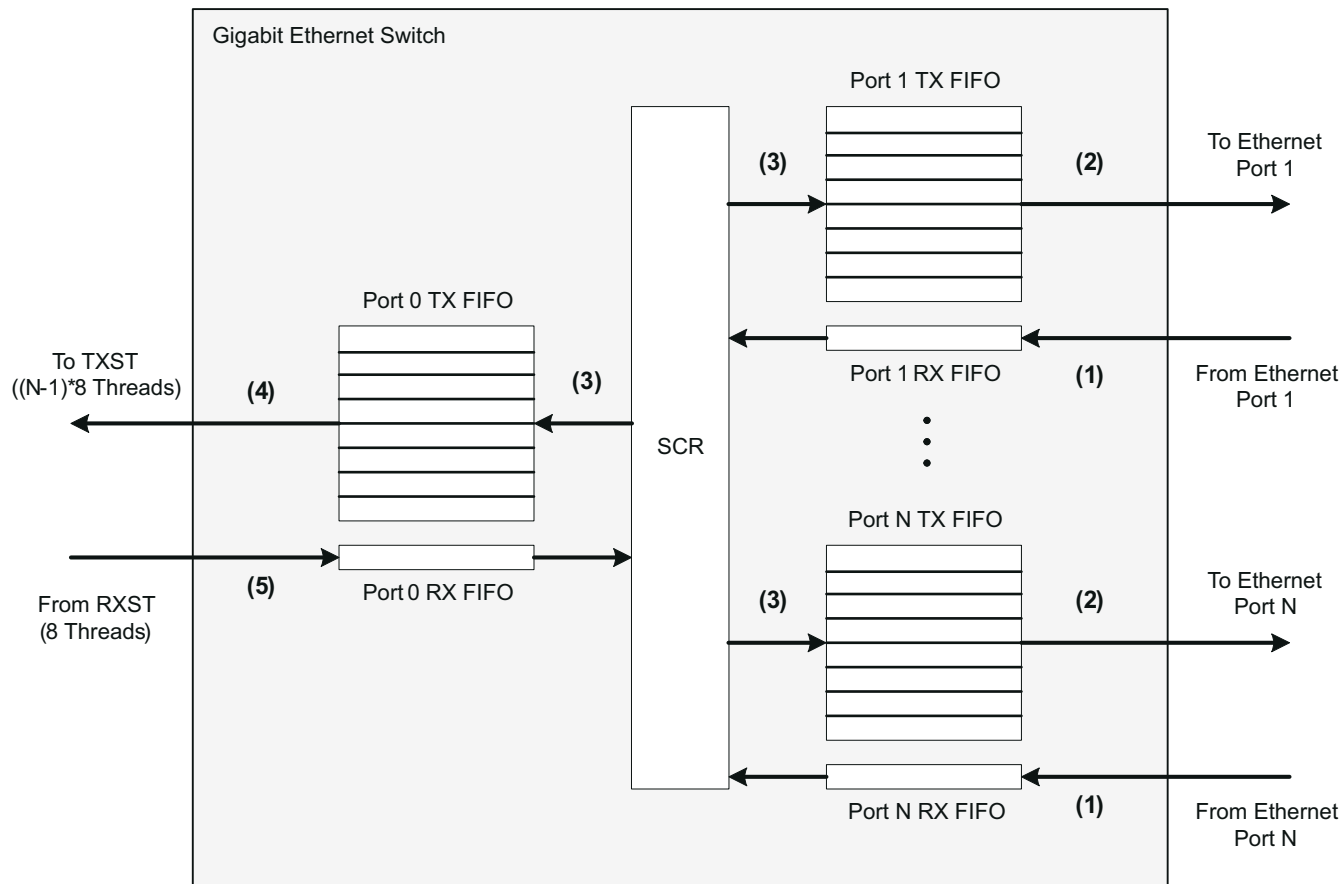 Gigabit Ethernet Switch
Port 1 TX FIFO
(3)
(2)
To Ethernet
Port 1
Port 1 RX FIFO
(1)
From Ethernet
Port 1
Port 0 TX FIFO
To TXST
((N-1)*8 Threads)
(4)
(3)
SCR
Port 0 RX FIFO
(5)
From RXST
(8 Threads)
Port N TX FIFO
(3)
(2)
To Ethernet
Port N
Port N RX FIFO
(1)
From Ethernet
Port N